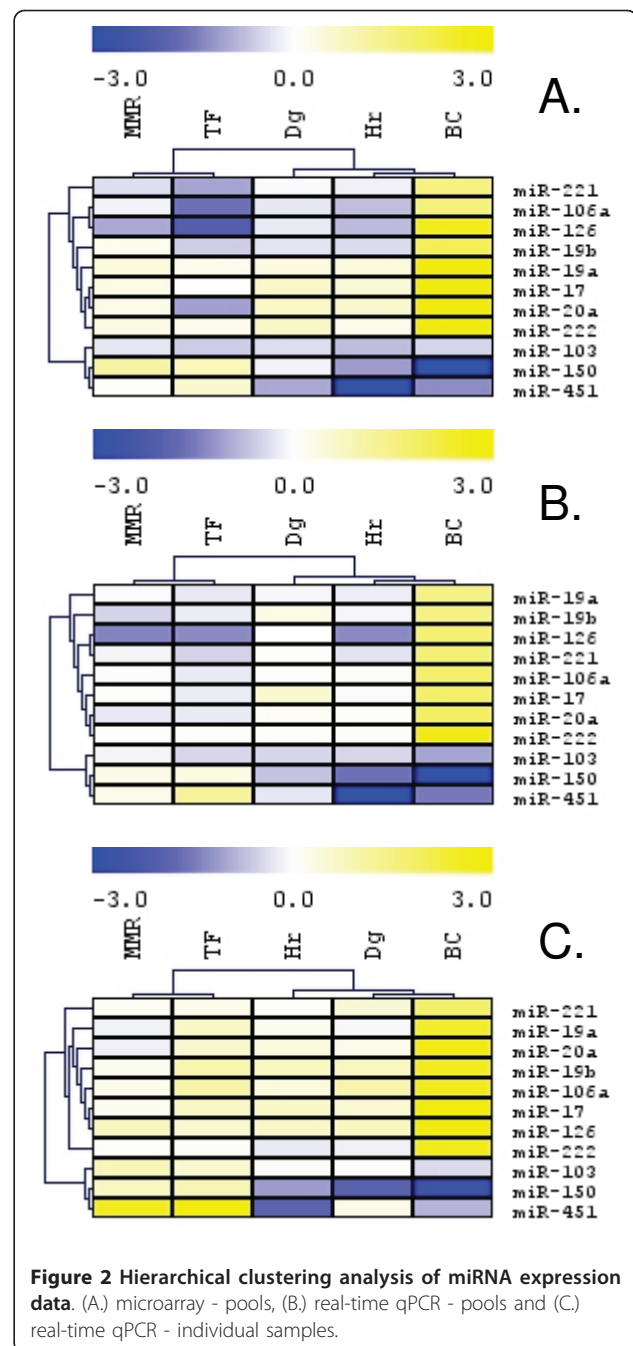 -3.0 0.0 3.0
A.
MMR TF Dg Hr BC
miR-221
miR-106a
miR-126
miR-19b
miR-19a
miR-17
miR-20a
miR-222
miR-103
miR-150
miR-451
-3.0 0.0 3.0
B.
MMR TF Dg Hr BC
miR-19a
miR-19b
miR-126
miR-221
miR-106a
miR-17
miR-20a
miR-222
miR-103
miR-150
miR-451
-3.0 0.0 3.0
C.
MMR TF Hr Dg BC
miR-221
miR-19a
miR-20a
miR-19b
miR-106a
miR-17
miR-126
miR-222
miR-103
miR-150
miR-451
Figure 2 Hierarchical clustering analysis of miRNA expression
data. (A.) microarray - pools, (B.) real-time qPCR - pools and (C.)
real-time qPCR - individual samples.